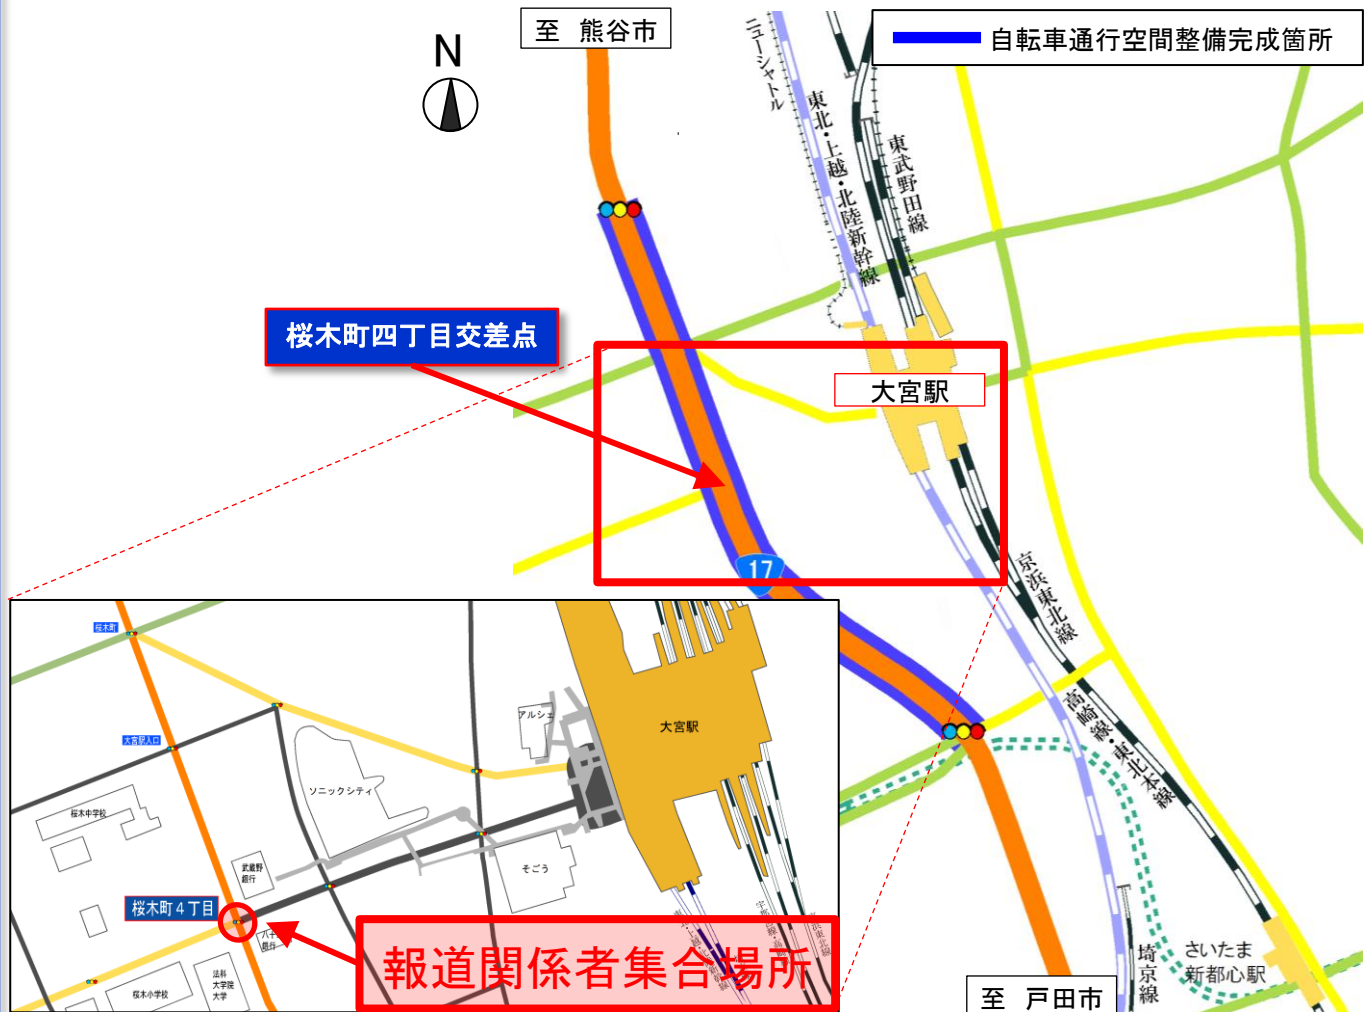 至 熊谷市
N
自転車通行空間整備完成箇所
ニューシャトル
東北・上越・北陸新幹線
東武野田線
桜木町四丁目交差点
大宮駅
17
京浜東北線
高崎線・東北本線
埼京線
さいたま
新都心駅
至 戸田市
桜木町
大宮駅入口
アルシェ
大宮駅
ソニックシティ
桜木中学校
武蔵野
銀行
そごう
桜木町４丁目
銀行
報道関係者集合場所
桜木小学校
法科
大学院
大学